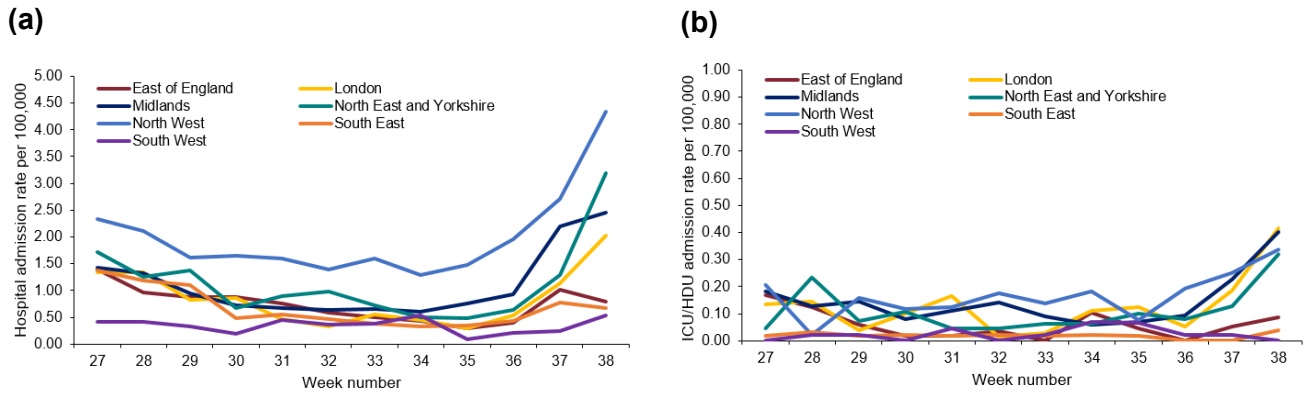 (a)
Hospital admission rate per 100,000
5.00
4.50
4.00
3.50
3.00
2.50
2.00
1.50
1.00
0.50
0.00
East of England London
Midlands North East and Yorkshire
North West South East
South West
27 28 29 30 31 32 33 34 35 36 37 38
Week number
(b)
ICU/HDU admission rate per 100,000
1.00
0.90
0.80
0.70
0.60
0.50
0.40
0.30
0.20
0.10
0.00
East of England London
Midlands North East and Yorkshire
North West South East
South West
27 28 29 30 31 32 33 34 35 36 37 38
Week number